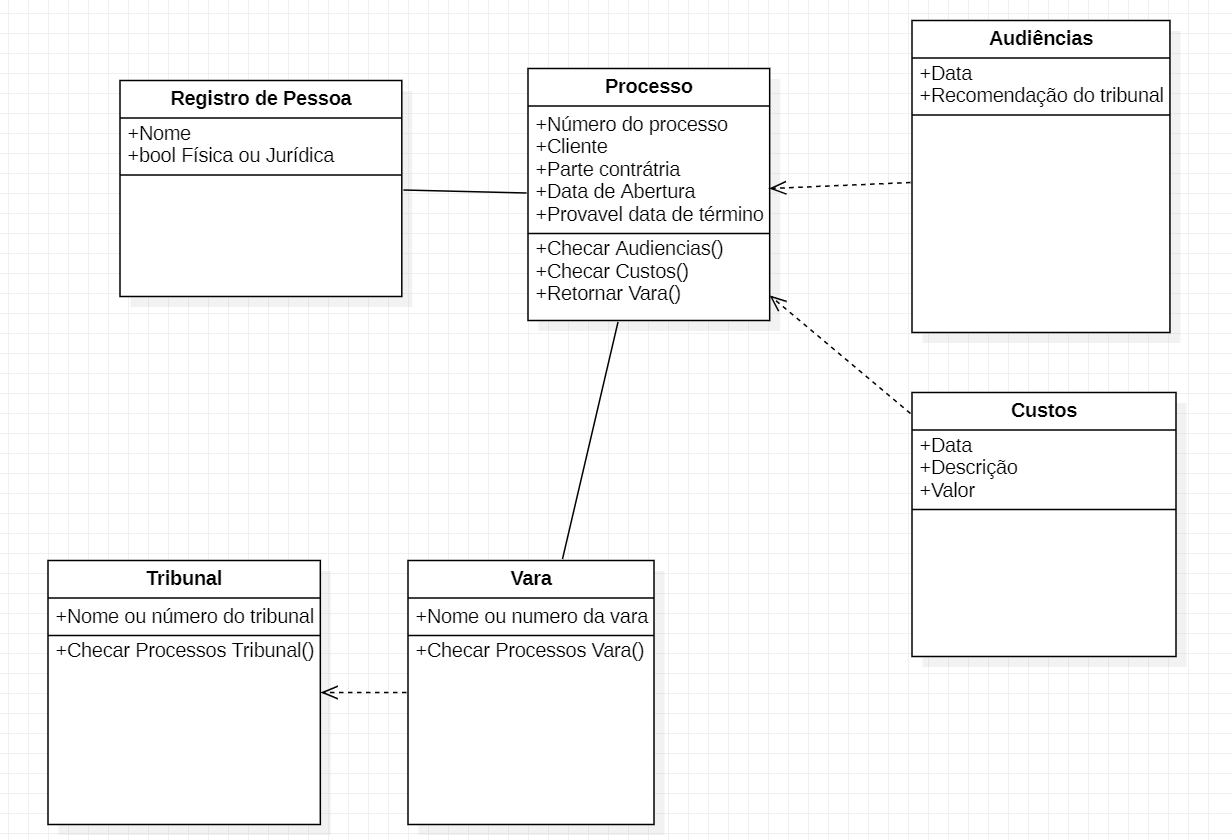 Registro de Pessoa
+Nome
+bool Física ou Jurídica
Processo
+Número do processo
+Cliente
+Parte contrátria
+Data de Abertura
+Provavel data de término
+Checar Audiencias()
+Checar Custos()
+Retornar Vara()
Audiências
+Data
+Recomendação do tribunal
Custos
+Data
+Descrição
+Valor
Tribunal
+Nome ou número do tribunal
+Checar Processos Tribunal()
Vara
+Nome ou numero da vara
+Checar Processos Vara()